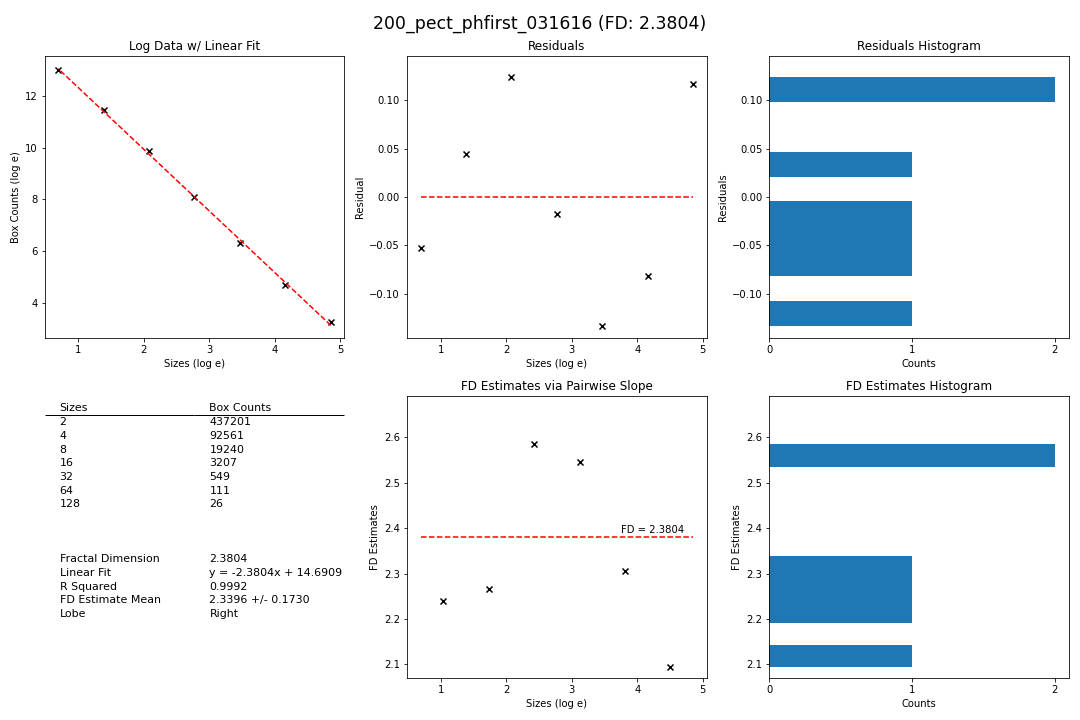 200_pect_phfirst_031616 (FD: 2.3804)
Log Data w/ Linear Fit
Box Counts (log e)
12
10
8
6
4
1 2 3 4 5
Sizes (log e)
Residuals
Residual
0.10
0.05
0.00
−0.05
−0.10
1 2 3 4 5
Sizes (log e)
Residuals Histogram
Residuals
0.10
0.05
0.00
−0.05
−0.10
0 1 2
Counts
Sizes Box Counts
2 437201
4 92561
8 19240
16 3207
32 549
64 111
128 26
Fractal Dimension 2.3804
Linear Fit y = -2.3804x + 14.6909
R Squared 0.9992
FD Estimate Mean 2.3396 +/- 0.1730
Lobe Right
FD Estimates via Pairwise Slope
FD Estimates
2.6
2.5
2.4
2.3
2.2
2.1
FD = 2.3804
1 2 3 4 5
Sizes (log e)
FD Estimates Histogram
FD Estimates
2.6
2.5
2.4
2.3
2.2
2.1
0 1 2
Counts